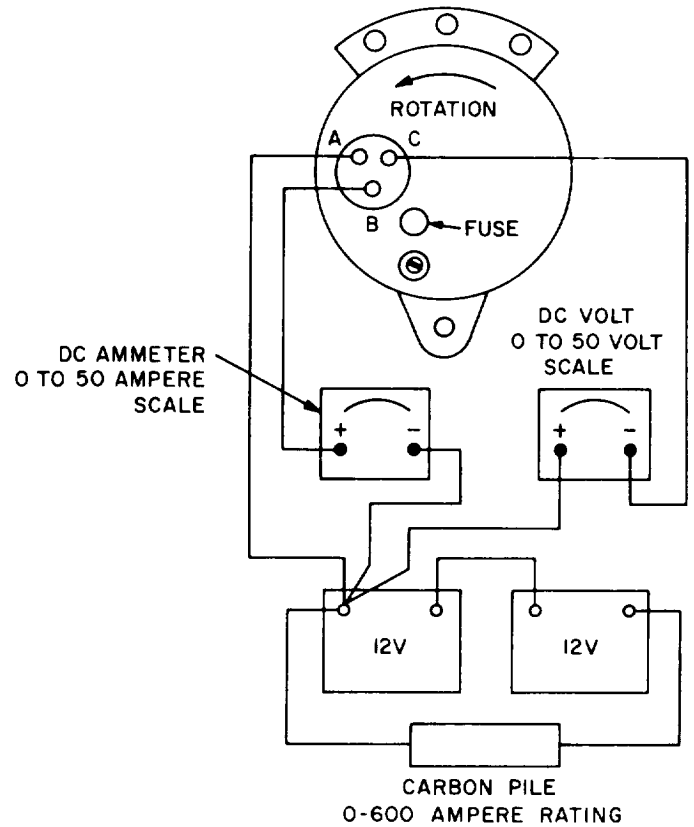 ROTATION
A
C
B
FUSE
DC AMMETER
0 TO 50 AMPERE
SCALE
DC VOLT
0 TO 50 VOLT
SCALE
+ -
+ -
12V
12V
CARBON PILE
0-600 AMPERE RATING